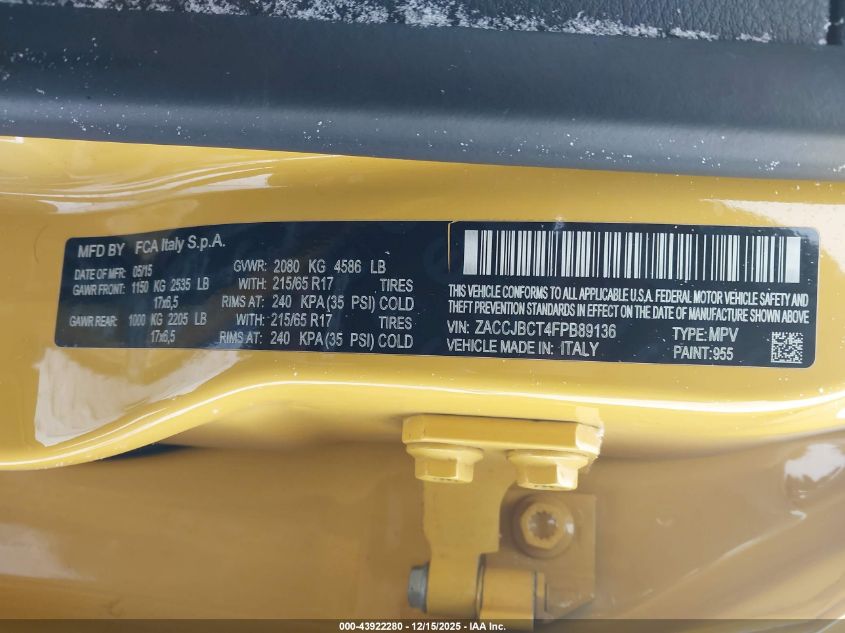 MFD BY FCA Italy S.p.A.
DATE OF MFR 05/15 GVWR: 2080 KG 4586 LB
GAWR FRONT: 1150 KG 2535 LB WITH: 215/65 R17 TIRES
17x6,5 RIMS AT: 240 KPA(35 PSI) COLD
GAWR REAR: 1000 KG 2205 LB WITH: 215/65 R17 TIRES
17x6,5 RIMS AT: 240 KPA(35 PSI) COLD
THIS VEHICLE CONFORMS TO ALL APPLICABLE U.S.A. FEDERAL MOTOR VEHICLE SAFETY AND
THEFT PREVENTION STANDARDS IN EFFECT ON THE DATE OF MANUFACTURE SHOWN ABOVE
VIN: ZACCJBCT4FPB89136 TYPE: MPV
VEHICLE MADE IN: ITALY PAINT: 955
000-43922280 - 12/15/2025 - IAA Inc.